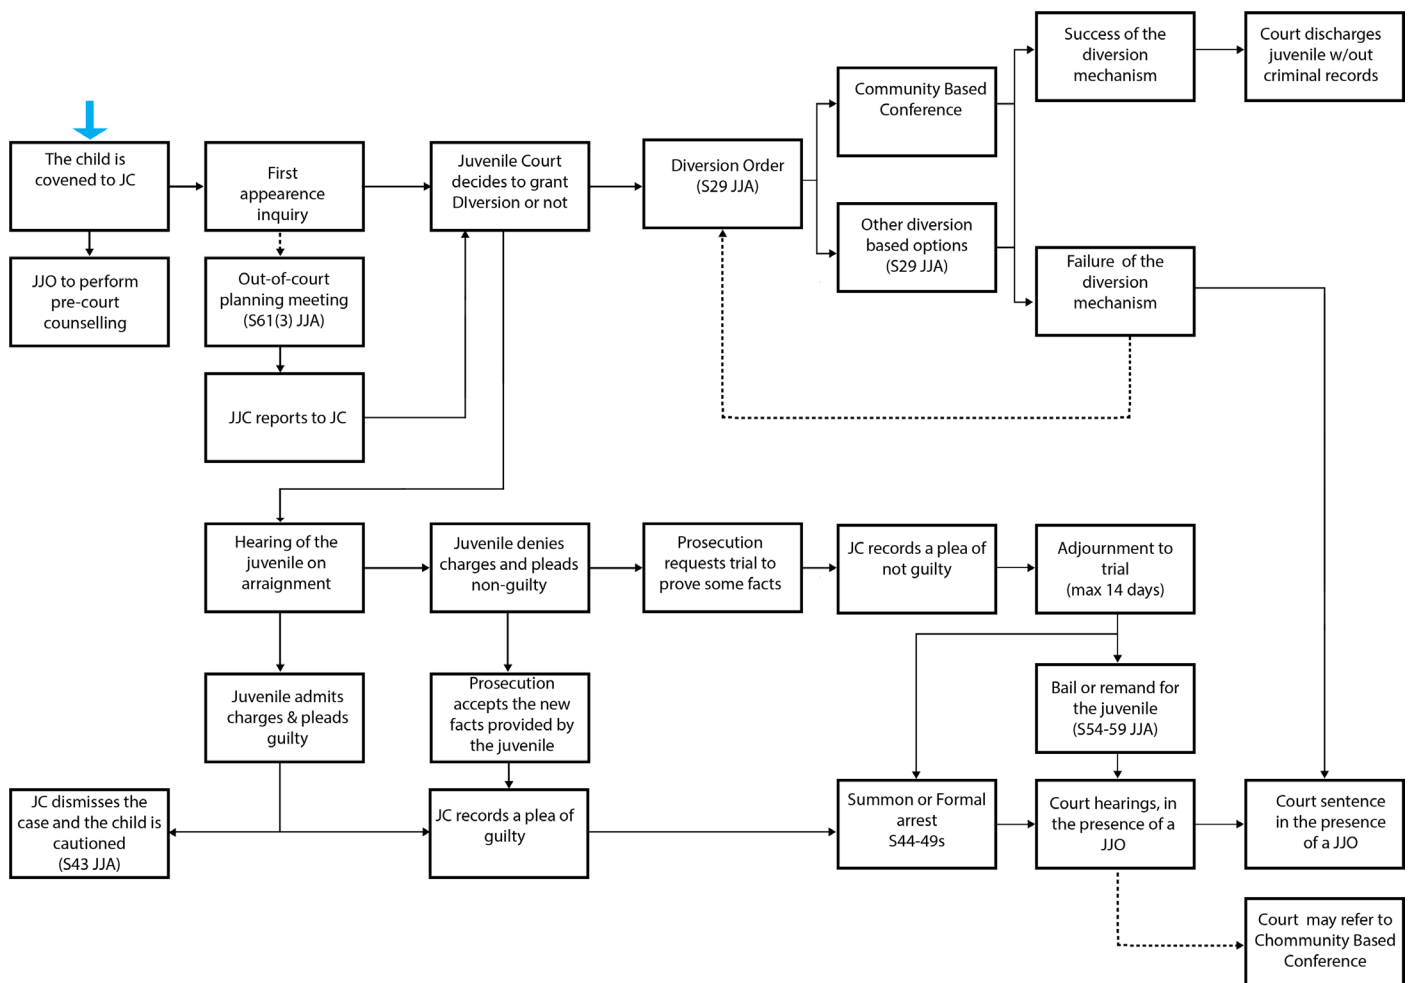 The child is
covened to JC
JJO to perform
pre-court
counselling
First
appearence
inquiry
Out-of-court
planning meeting
(S61(3) JJA)
JJC reports to JC
Juvenile Court
decides to grant
DIversion or not
Diversion Order
(S29 JJA)
Community Based
Conference
Other diversion
based options
(S29 JJA)
Success of the
diversion
mechanism
Court discharges
juvenile w/out
criminal records
Failure of the
diversion
mechanism
Hearing of the
juvenile on
arraignment
Juvenile denies
charges and pleads
non-guilty
Prosecution
requests trial to
prove some facts
JC records a plea of
not guilty
Adjournment to
trial
(max 14 days)
Juvenile admits
charges & pleads
guilty
Prosecution
accepts the new
facts provided by
the juvenile
Bail or remand for
the juvenile
(S54-59 JJA)
JC dismisses the
case and the child is
cautioned
(S43 JJA)
JC records a plea of
guilty
Summon or Formal
arrest
S44-49s
Court hearings, in
the presence of a
JJO
Court sentence
in the presence
of a JJO
Court may refer to
Chommunity Based
Conference